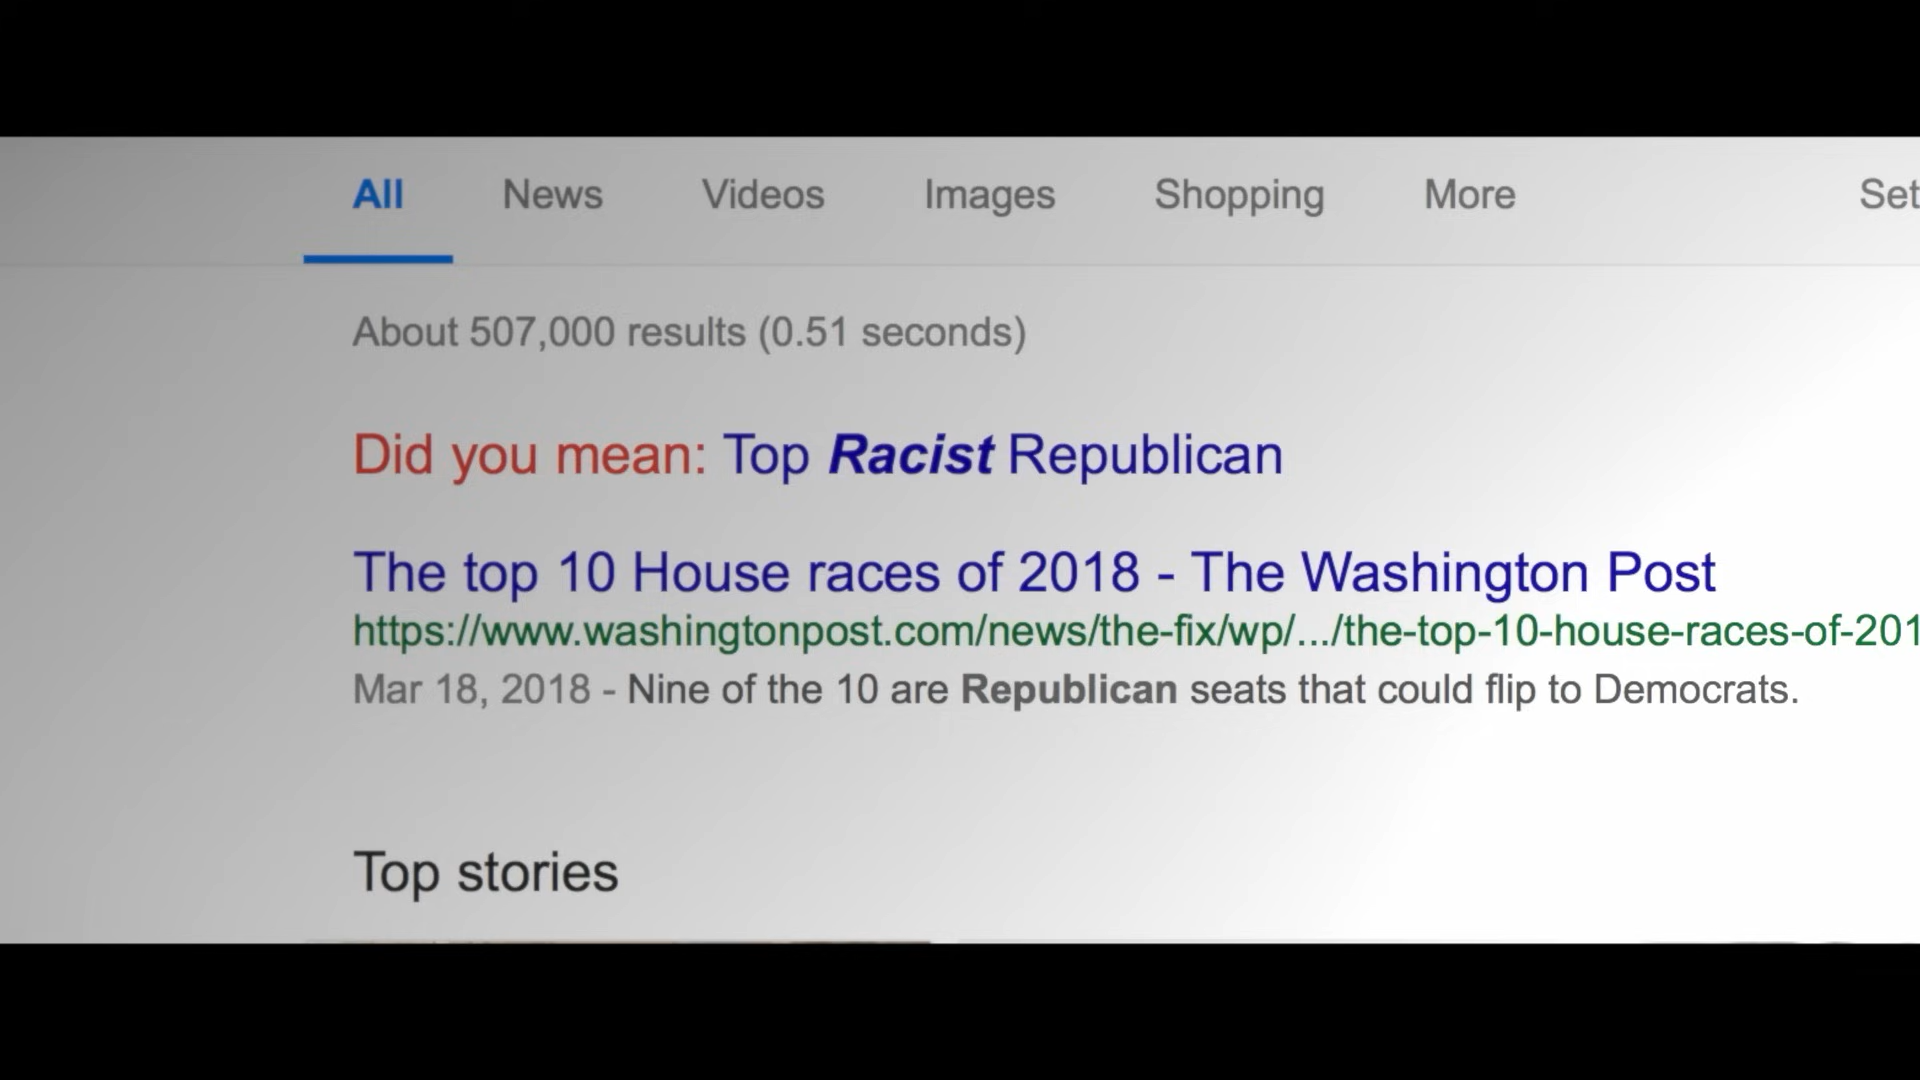 All News Videos Images Shopping More Set
About 507,000 results (0.51 seconds)
Did you mean: Top Racist Republican
The top 10 House races of 2018 - The Washington Post
https://www.washingtonpost.com/news/the-fix/wp/.../the-top-10-house-races-of-201
Mar 18, 2018 - Nine of the 10 are Republican seats that could flip to Democrats.
Top stories